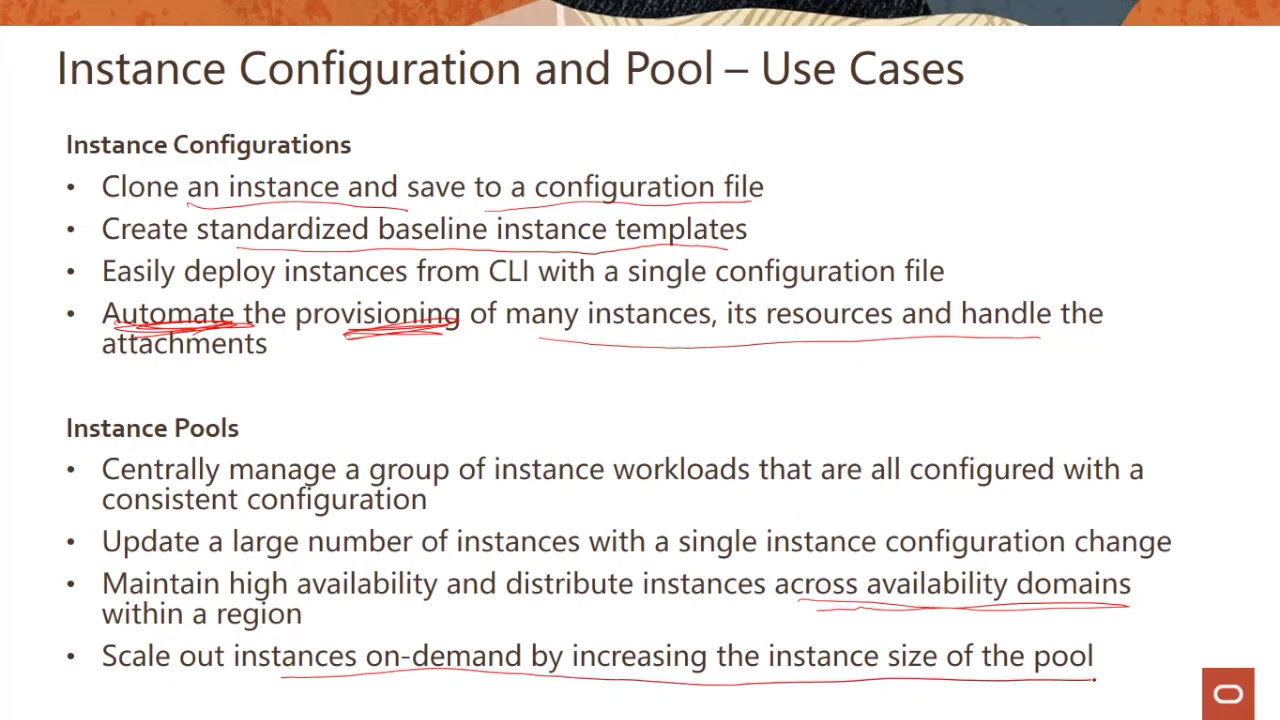 Instance Configuration and Pool – Use Cases
Instance Configurations
• Clone an instance and save to a configuration file
• Create standardized baseline instance templates
• Easily deploy instances from CLI with a single configuration file
• Automate the provisioning of many instances, its resources and handle the
attachments
Instance Pools
• Centrally manage a group of instance workloads that are all configured with a
consistent configuration
• Update a large number of instances with a single instance configuration change
• Maintain high availability and distribute instances across availability domains
within a region
• Scale out instances on-demand by increasing the instance size of the pool